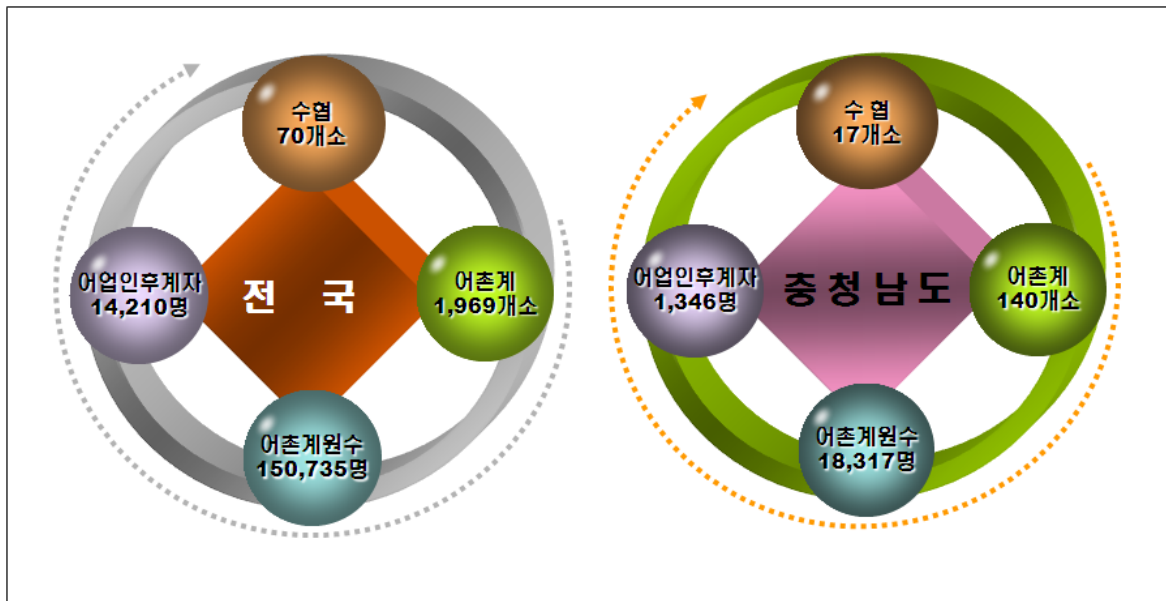 수협
70개소
어업인후계자
14,210명
전 국
어촌계
1,969개소
어촌계원수
150,735명
수 협
17개소
어업인후계자
1,346명
충 청 남 도
어촌계
140개소
어촌계원수
18,317명